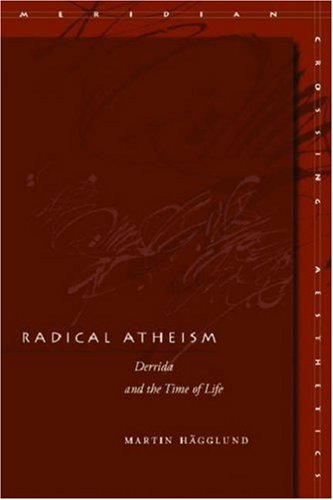 MERIDIAN
CROSSING
AESTHETICS
RADICAL ATHEISM
Derrida
and the Time of Life
MARTIN HÄGGLUND